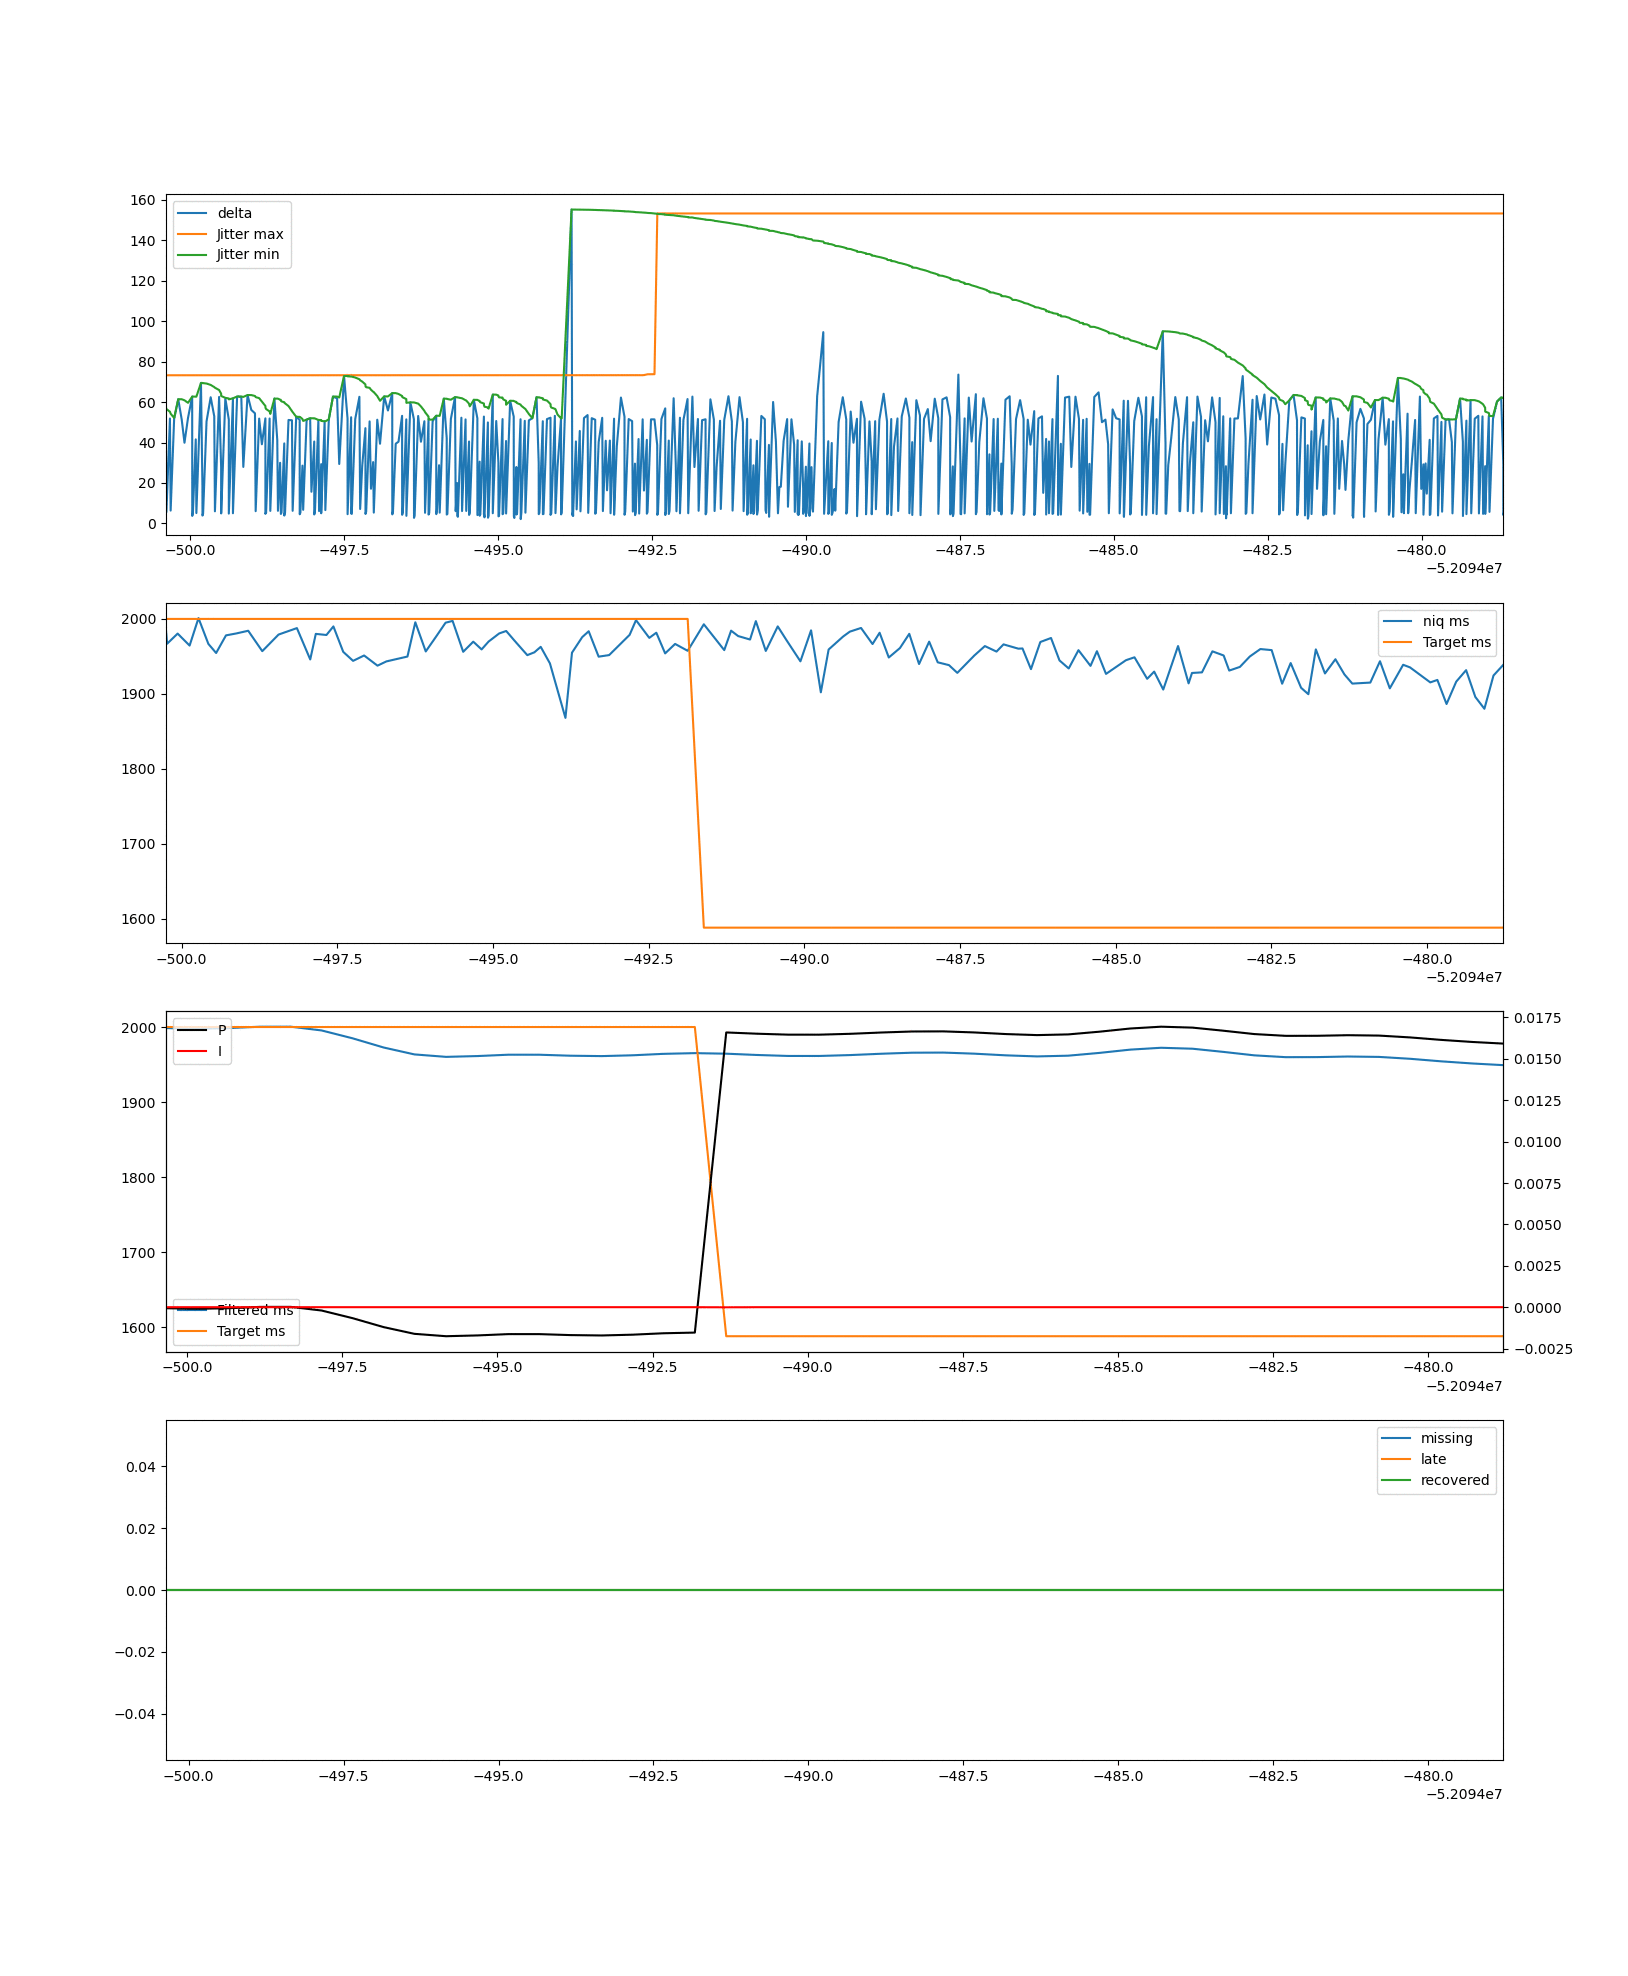 160
140
120
100
80
60
40
20
0
delta
Jitter max
Jitter min
−500.0 −497.5 −495.0 −492.5 −490.0 −487.5 −485.0 −482.5 −480.0
−5.2094e7
2000
1900
1800
1700
1600
niq ms
Target ms
−500.0 −497.5 −495.0 −492.5 −490.0 −487.5 −485.0 −482.5 −480.0
−5.2094e7
2000
1900
1800
1700
1600
P
I
Filtered ms
Target ms
0.0175
0.0150
0.0125
0.0100
0.0075
0.0050
0.0025
0.0000
−0.0025
−500.0 −497.5 −495.0 −492.5 −490.0 −487.5 −485.0 −482.5 −480.0
−5.2094e7
0.04
0.02
0.00
−0.02
−0.04
missing
late
recovered
−500.0 −497.5 −495.0 −492.5 −490.0 −487.5 −485.0 −482.5 −480.0
−5.2094e7